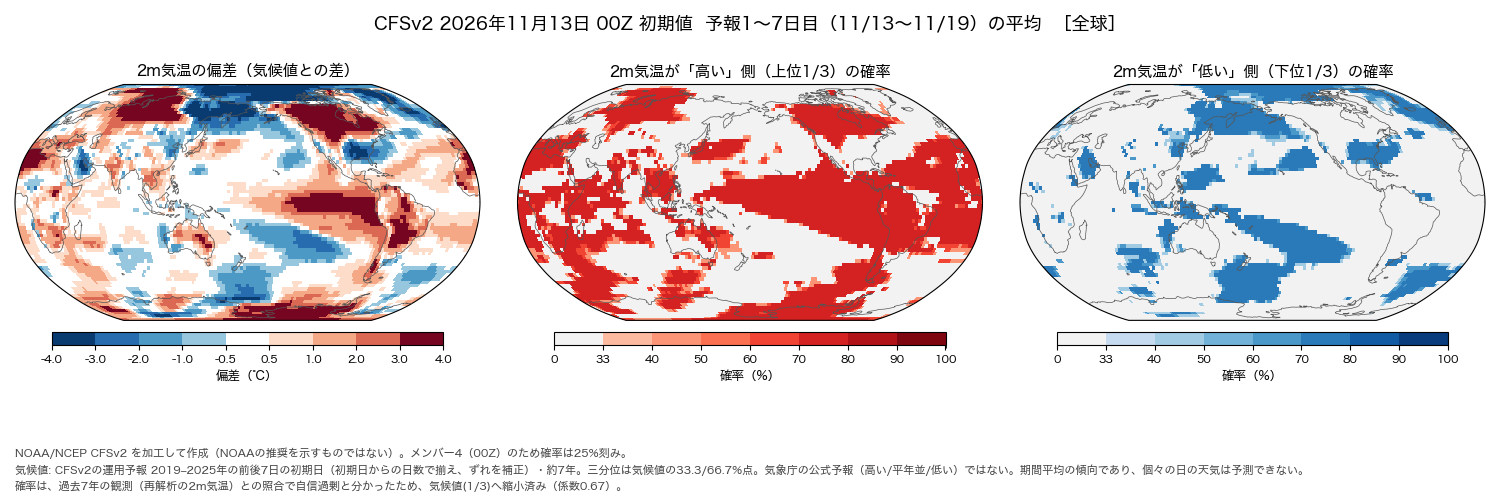 CFSv2 2026年11月13日 00Z 初期値 予報1～7日目（11/13～11/19）の平均 ［全球］
2m気温の偏差（気候値との差）
2m気温が「高い」側（上位1/3）の確率
2m気温が「低い」側（下位1/3）の確率
-4.0 -3.0 -2.0 -1.0 -0.5 0.5 1.0 2.0 3.0 4.0
偏差（℃）
0 33 40 50 60 70 80 90 100
確率（%）
0 33 40 50 60 70 80 90 100
確率（%）
NOAA/NCEP CFSv2 を加工して作成（NOAAの推奨を示すものではない）。メンバー4（00Z）のため確率は25%刻み。
気候値: CFSv2の運用予報 2019–2025年の前後7日の初期日（初期日からの日数で揃え、ずれを補正）・約7年。三分位は気候値の33.3/66.7%点。気象庁の公式予報（高い/平年並/低い）ではない。期間平均の傾向であり、個々の日の天気は予測できない。
確率は、過去7年の観測（再解析の2m気温）との照合で自信過剰と分かったため、気候値(1/3)へ縮小済み（係数0.67）。